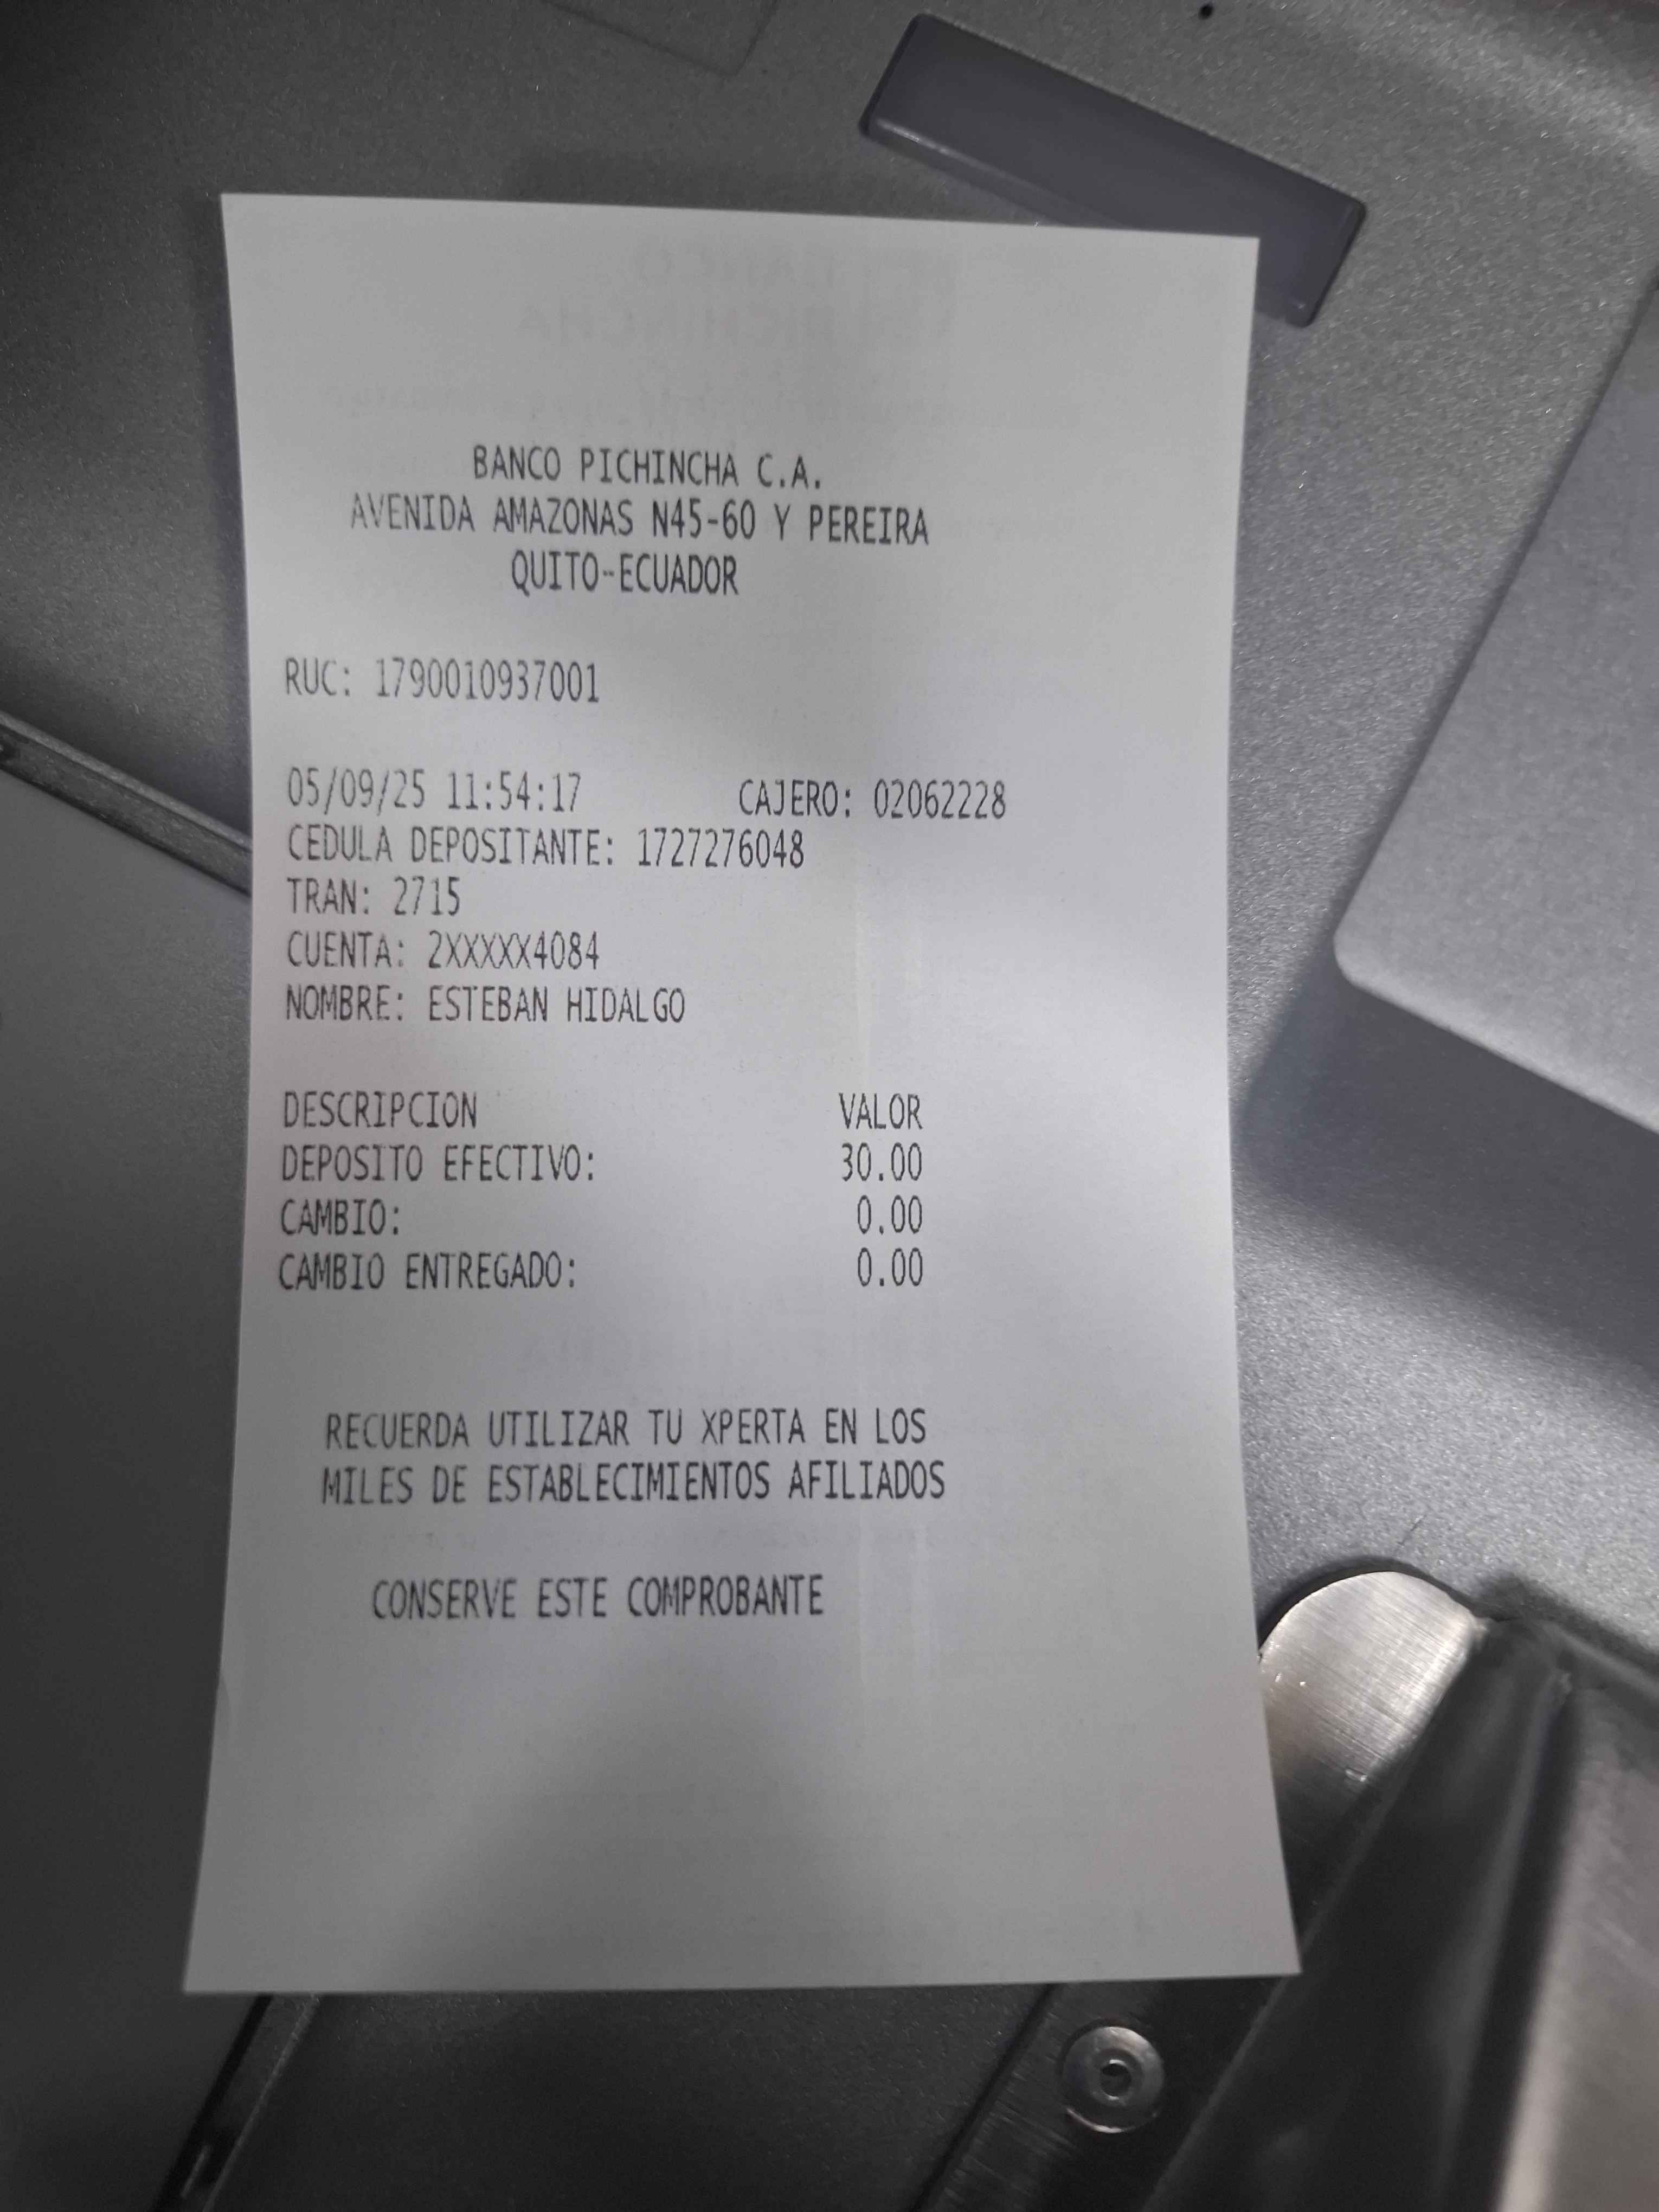 BANCO PICHINCHA C.A.
AVENIDA AMAZONAS N45-60 Y PEREIRA
QUITO-ECUADOR
RUC: 1790010937001
05/09/25 11:54:17 CAJERO: 02062228
CEDULA DEPOSITANTE: 1727276048
TRAN: 2715
CUENTA: 2XXXXX4084
NOMBRE: ESTEBAN HIDALGO
DESCRIPCION VALOR
DEPOSITO EFECTIVO: 30.00
CAMBIO: 0.00
CAMBIO ENTREGADO: 0.00
RECUERDA UTILIZAR TU XPERTA EN LOS
MILES DE ESTABLECIMIENTOS AFILIADOS
CONSERVE ESTE COMPROBANTE